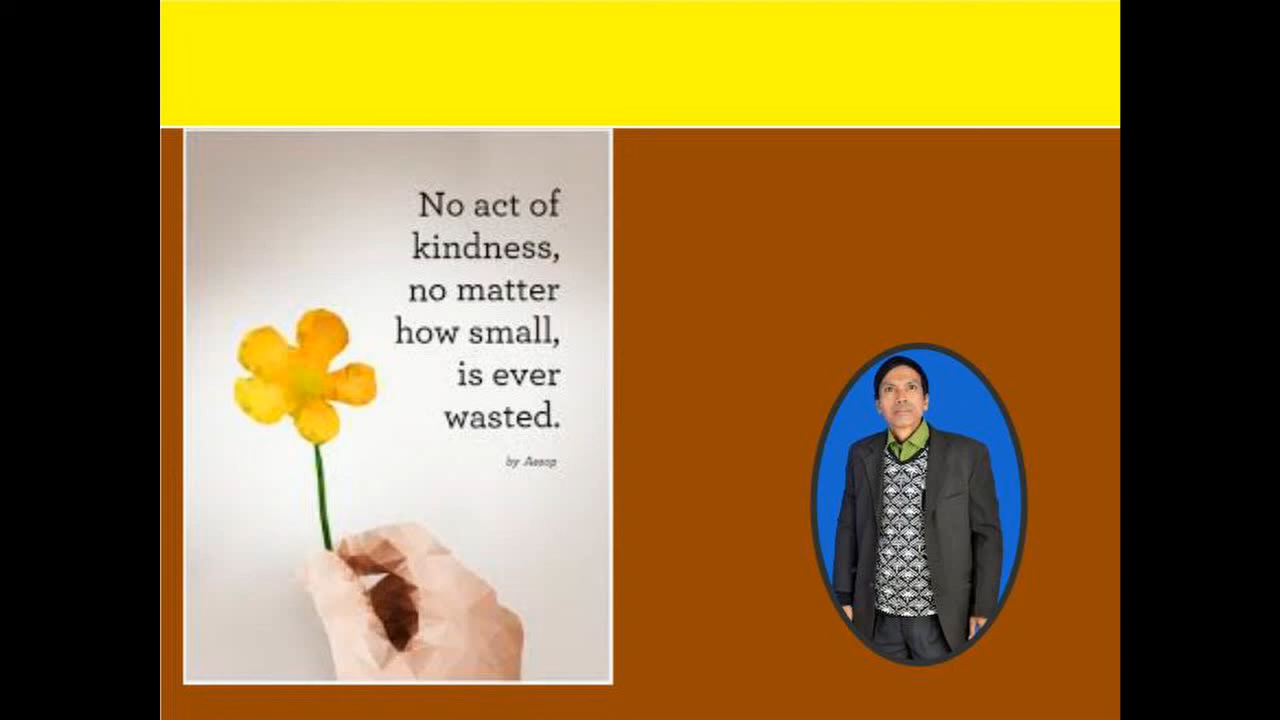 No act of
kindness,
no matter
how small,
is ever
wasted.
by Aesop